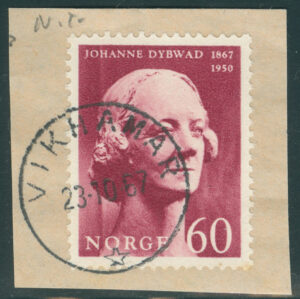 N.T.
JOHANNE DYBWAD 1867
1950
VIKHAMAR
23.10.67
NORGE 60